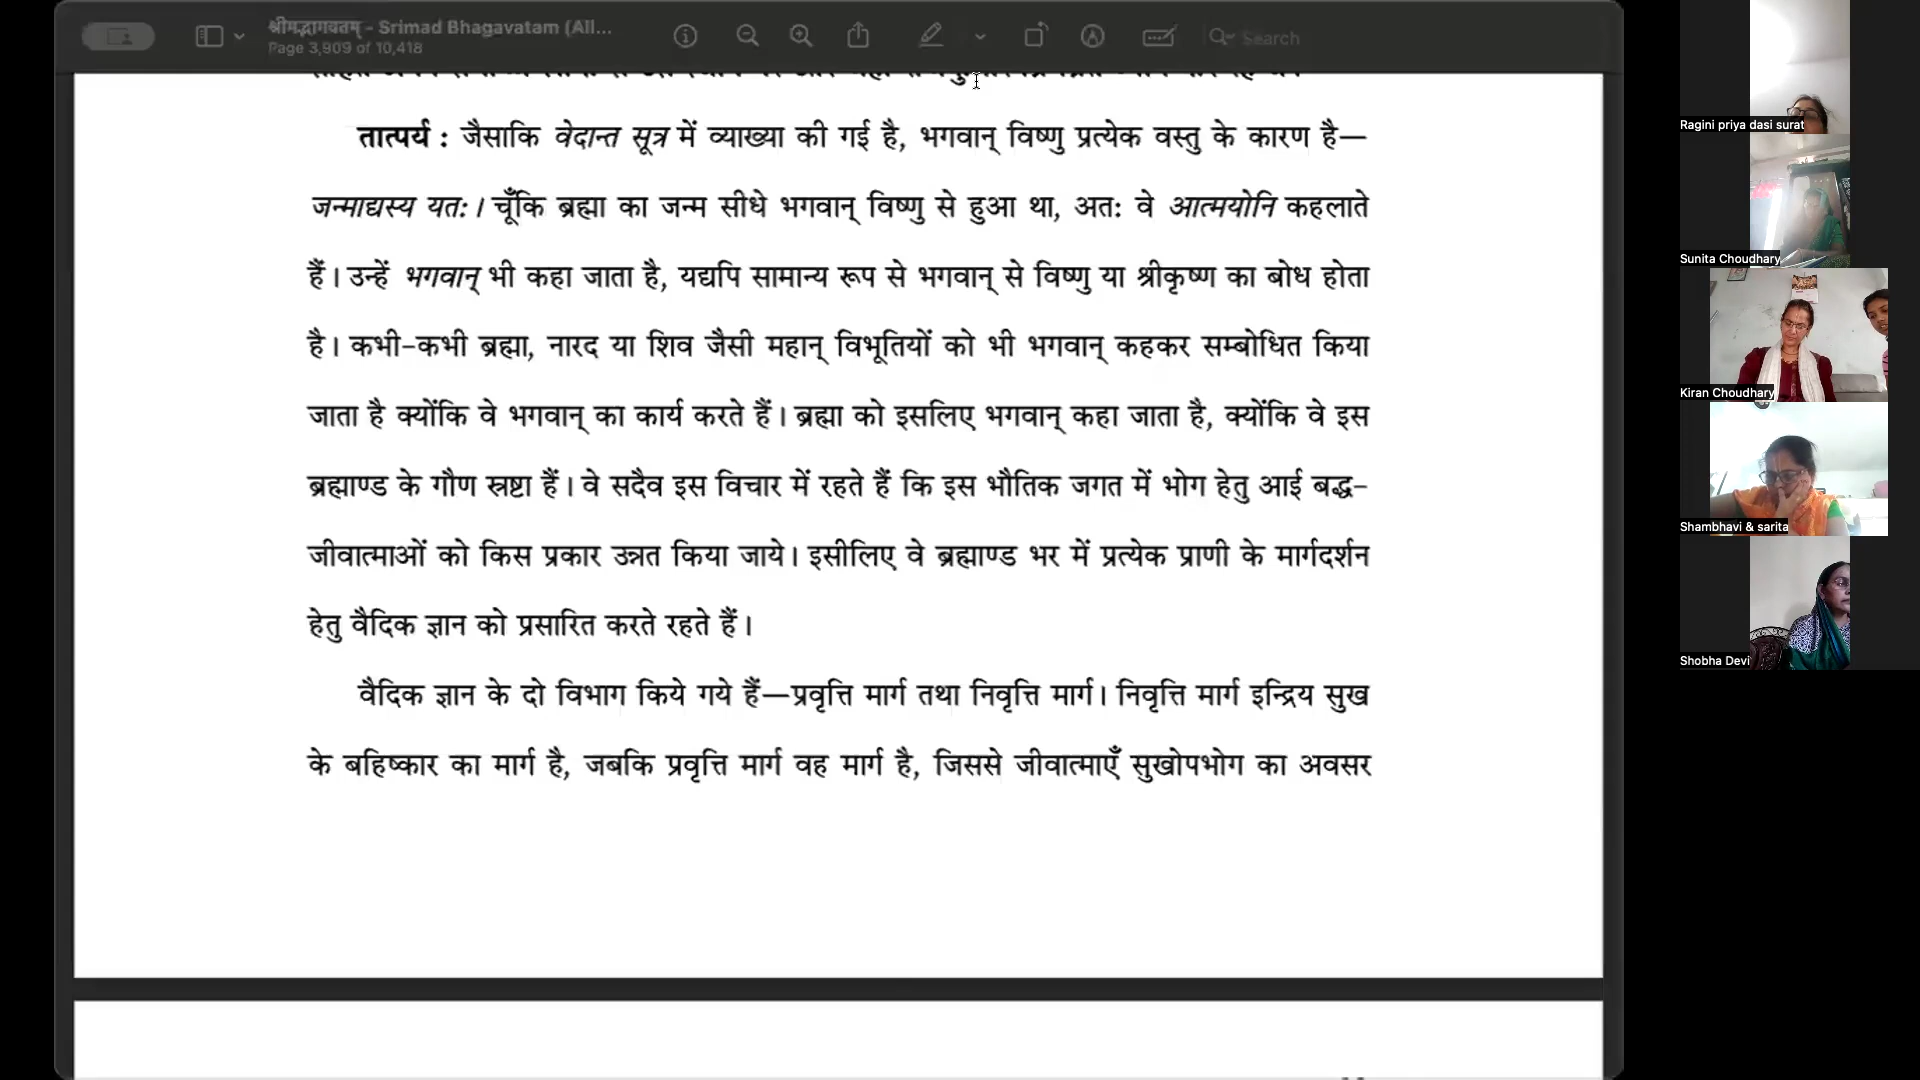 श्रीमद्भागवतम् - Srimad Bhagavatam (All...
Page 3,909 of 10,418
Search
तात्पर्य : जैसाकि वेदान्त सूत्र में व्याख्या की गई है, भगवान् विष्णु प्रत्येक वस्तु के कारण है—
जन्माद्यस्य यतः। चूँकि ब्रह्मा का जन्म सीधे भगवान् विष्णु से हुआ था, अतः वे आत्मयोनि कहलाते
हैं। उन्हें भगवान् भी कहा जाता है, यद्यपि सामान्य रूप से भगवान् से विष्णु या श्रीकृष्ण का बोध होता
है। कभी-कभी ब्रह्मा, नारद या शिव जैसी महान् विभूतियों को भी भगवान् कहकर सम्बोधित किया
जाता है क्योंकि वे भगवान् का कार्य करते हैं। ब्रह्मा को इसलिए भगवान् कहा जाता है, क्योंकि वे इस
ब्रह्माण्ड के गौण स्रष्टा हैं। वे सदैव इस विचार में रहते हैं कि इस भौतिक जगत में भोग हेतु आई बद्ध-
जीवात्माओं को किस प्रकार उन्नत किया जाये। इसीलिए वे ब्रह्माण्ड भर में प्रत्येक प्राणी के मार्गदर्शन
हेतु वैदिक ज्ञान को प्रसारित करते रहते हैं।
वैदिक ज्ञान के दो विभाग किये गये हैं—प्रवृत्ति मार्ग तथा निवृत्ति मार्ग। निवृत्ति मार्ग इन्द्रिय सुख
के बहिष्कार का मार्ग है, जबकि प्रवृत्ति मार्ग वह मार्ग है, जिससे जीवात्माएँ सुखोपभोग का अवसर
Ragini priya dasi surat
Sunita Choudhary
Kiran Choudhary
Shambhavi & sarita
Shobha Devi